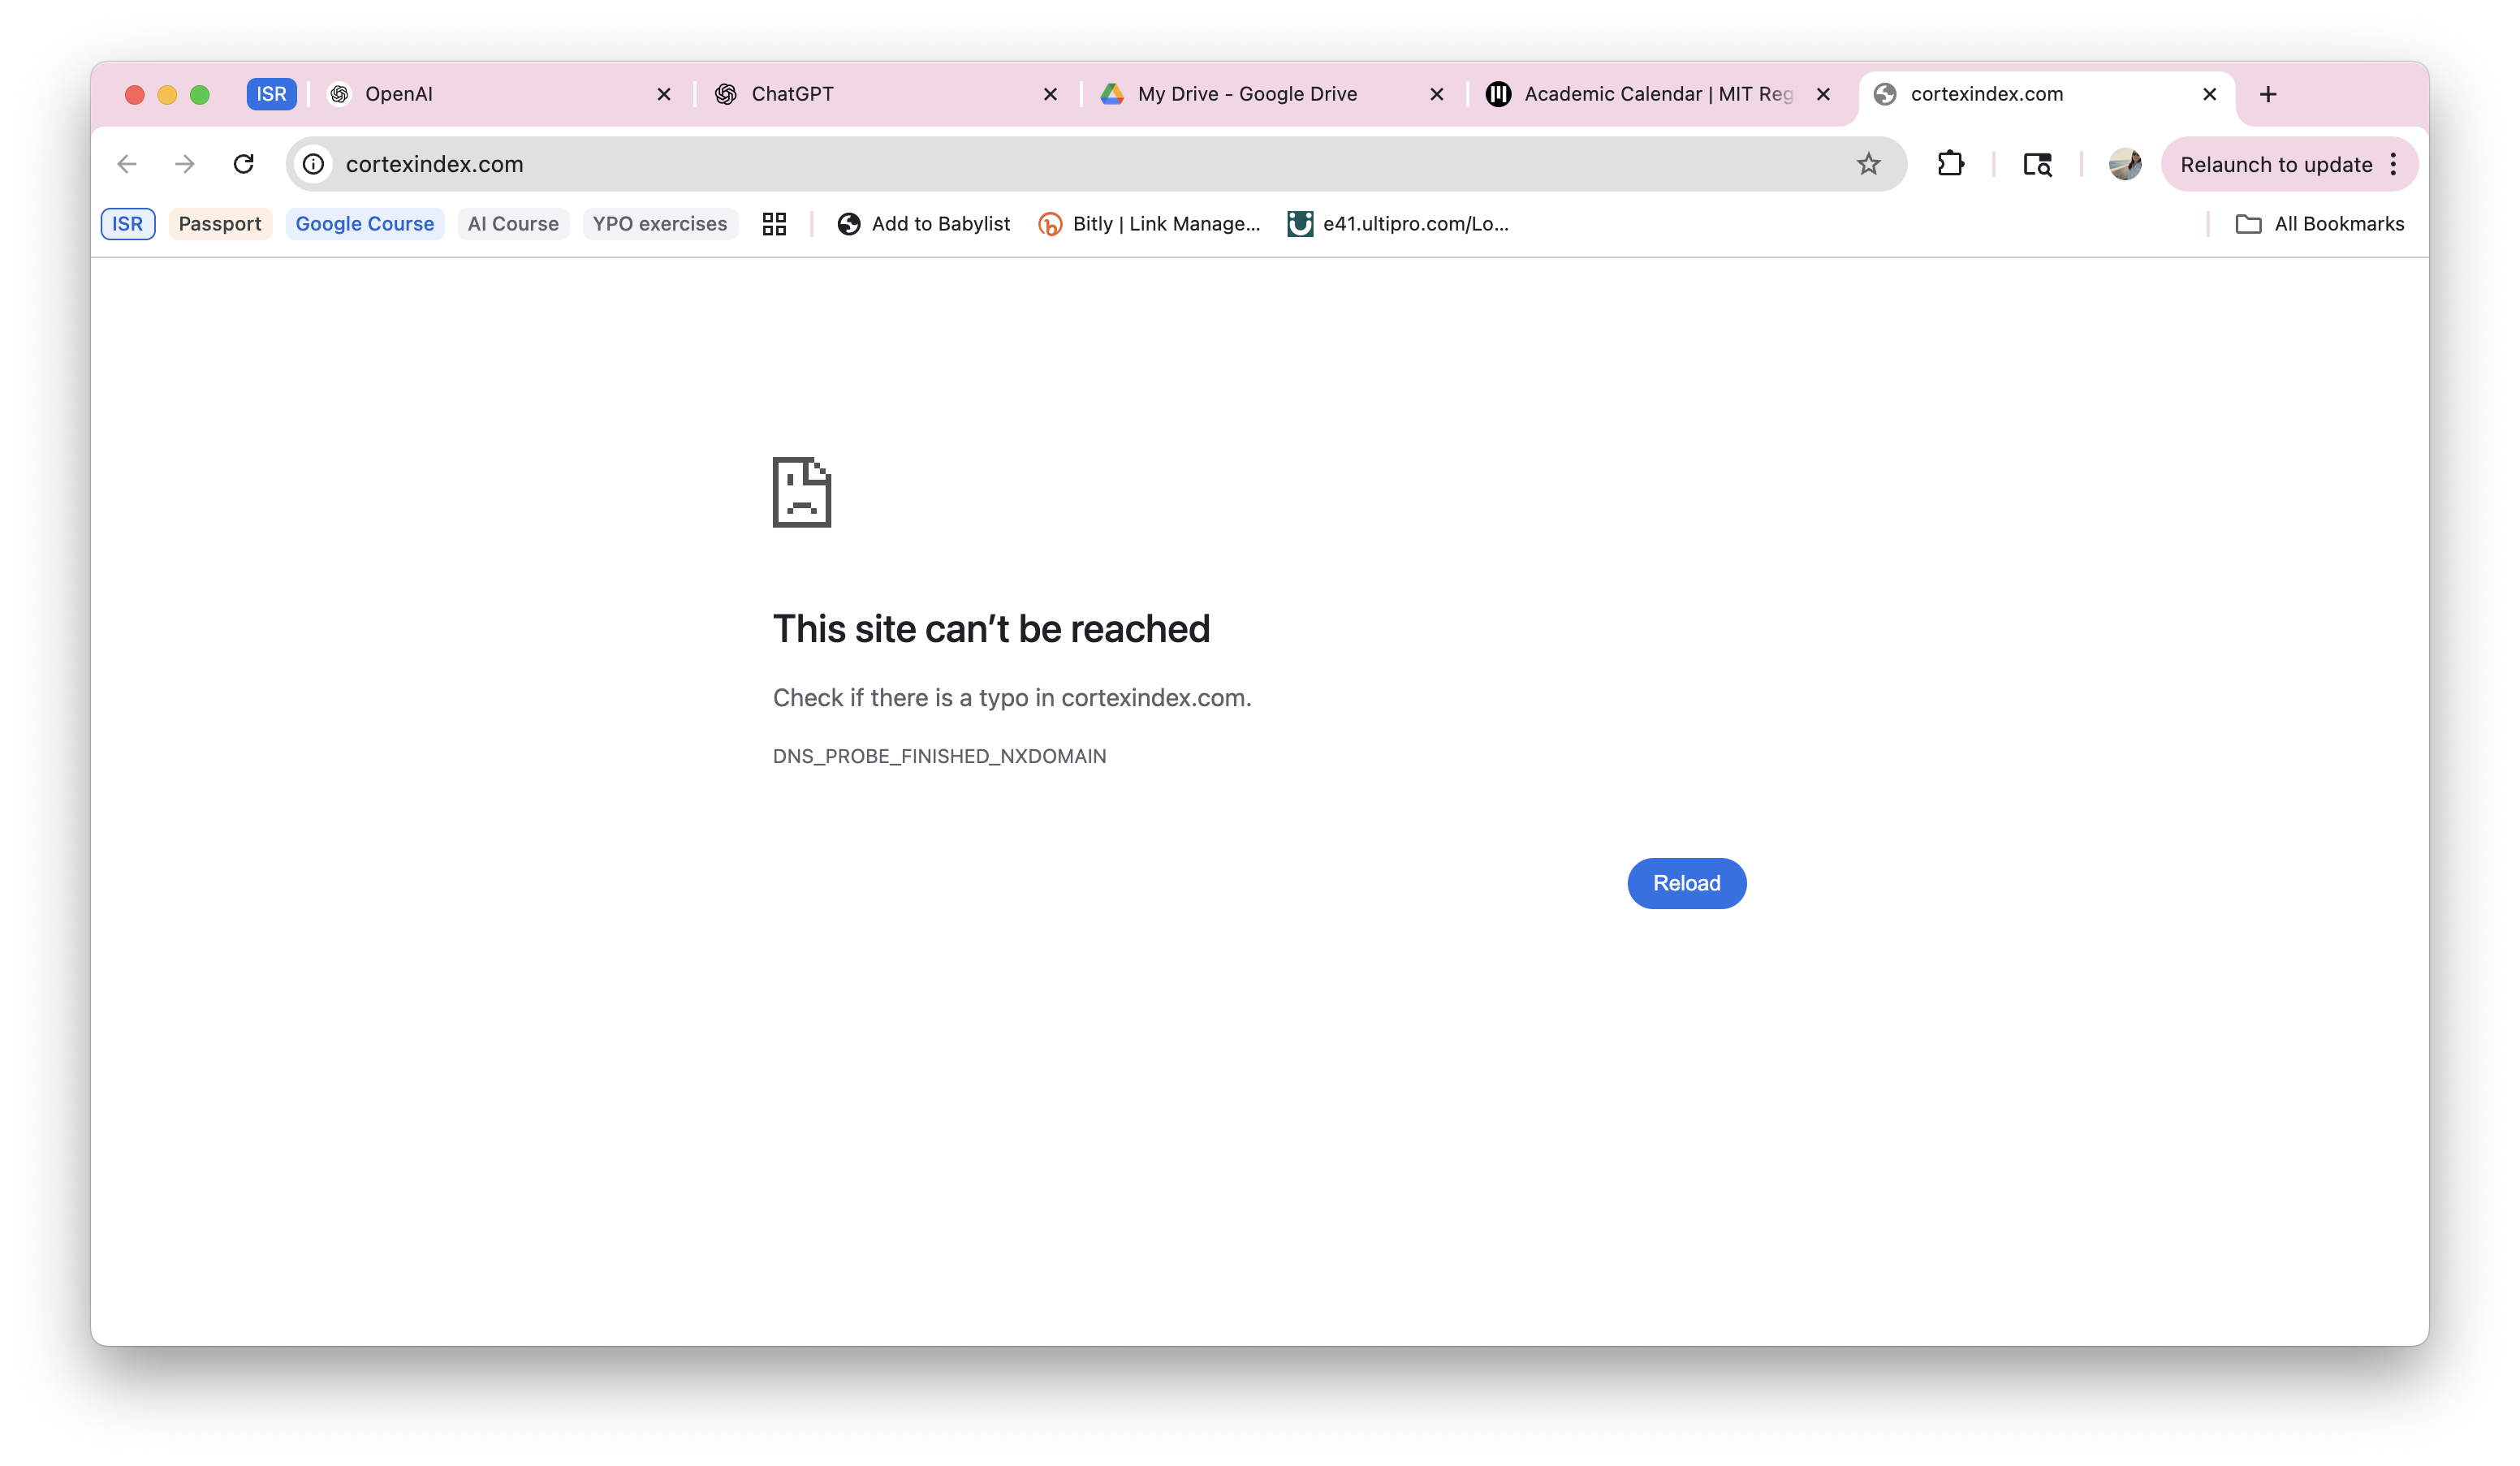 ISR OpenAI ChatGPT My Drive - Google Drive Academic Calendar | MIT Reg cortexindex.com
cortexindex.com Relaunch to update
ISR Passport Google Course AI Course YPO exercises Add to Babylist Bitly | Link Manage... e41.ultipro.com/Lo... All Bookmarks
This site can’t be reached
Check if there is a typo in cortexindex.com.
DNS_PROBE_FINISHED_NXDOMAIN
Reload